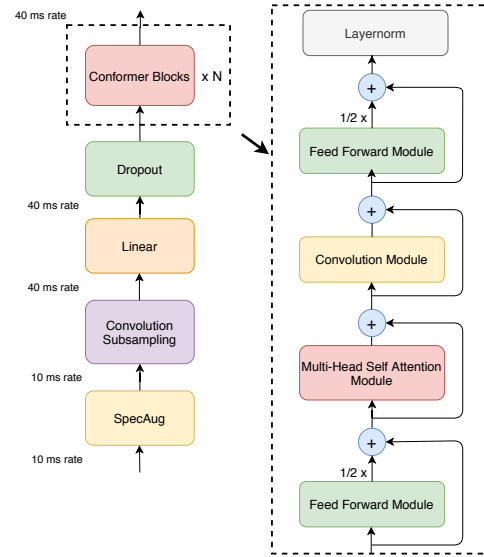 40 ms rate
Conformer Blocks
x N
Dropout
40 ms rate
Linear
40 ms rate
Convolution
Subsampling
10 ms rate
SpecAug
10 ms rate
Layernorm
+
1/2 x
Feed Forward Module
+
Convolution Module
+
Multi-Head Self Attention
Module
+
1/2 x
Feed Forward Module